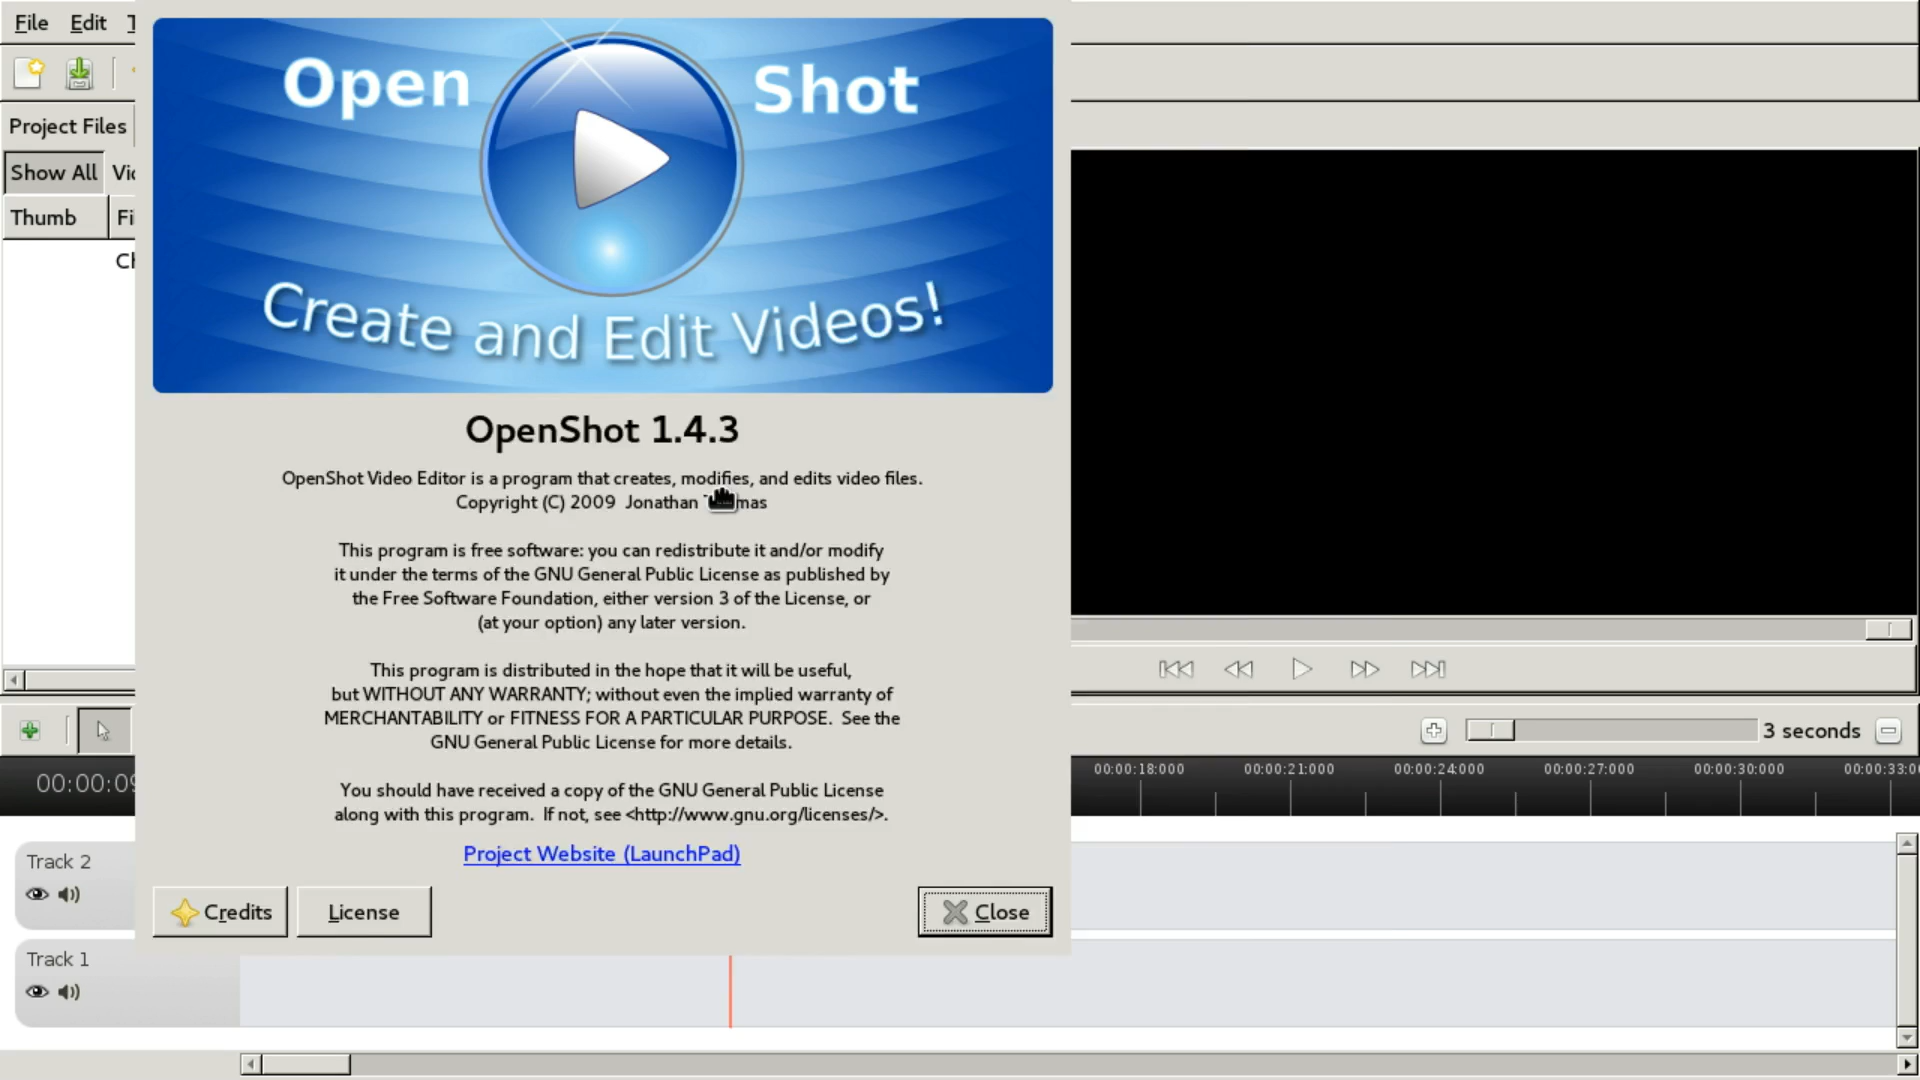 File Edit
Open Shot
Create and Edit Videos!
Project Files
Show All
Thumb
OpenShot 1.4.3
OpenShot Video Editor is a program that creates, modifies, and edits video files.
Copyright (C) 2009 Jonathan
This program is free software: you can redistribute it and/or modify
it under the terms of the GNU General Public License as published by
the Free Software Foundation, either version 3 of the License, or
(at your option) any later version.
This program is distributed in the hope that it will be useful,
but WITHOUT ANY WARRANTY; without even the implied warranty of
MERCHANTABILITY or FITNESS FOR A PARTICULAR PURPOSE. See the
GNU General Public License for more details.
You should have received a copy of the GNU General Public License
along with this program. If not, see <http://www.gnu.org/licenses/>.
Project Website (LaunchPad)
Credits License Close
3 seconds
00:00:18:000 00:00:21:000 00:00:24:000 00:00:27:000 00:00:30:000
Track 2
Track 1